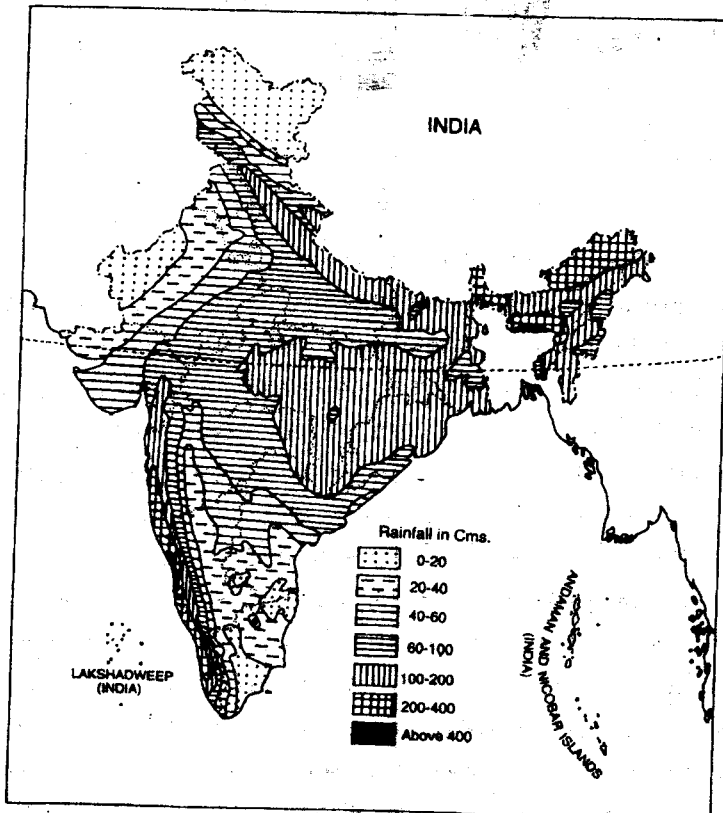 INDIA
Rainfall in Cms.
0-20
20-40
40-60
60-100
100-200
200-400
Above 400
LAKSHADWEEP
(INDIA)
ANDAMAN AND NICOBAR ISLANDS
(INDIA)